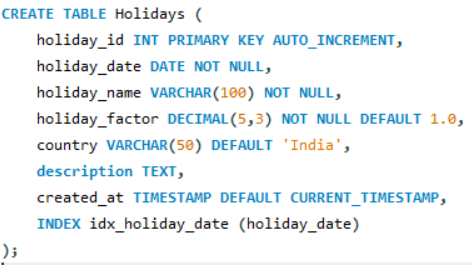 CREATE TABLE Holidays (
    holiday_id INT PRIMARY KEY AUTO_INCREMENT,
    holiday_date DATE NOT NULL,
    holiday_name VARCHAR(100) NOT NULL,
    holiday_factor DECIMAL(5,3) NOT NULL DEFAULT 1.0,
    country VARCHAR(50) DEFAULT 'India',
    description TEXT,
    created_at TIMESTAMP DEFAULT CURRENT_TIMESTAMP,
    INDEX idx_holiday_date (holiday_date)
);